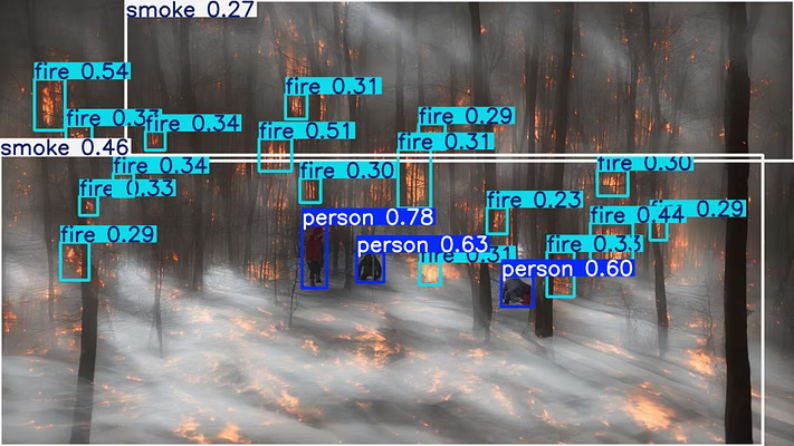 smoke 0.27
fire 0.54
fire 0.31
fire 0.29
fire 0.34
fire 0.51
fire 0.31
smoke 0.46
fire 0.34
fire 0.30
fire 0.30
fire 0.33
fire 0.23
fire 0.29
person 0.78
0.44
fire 0.29
person 0.63
fire 0.33
fire 0.31
person 0.60